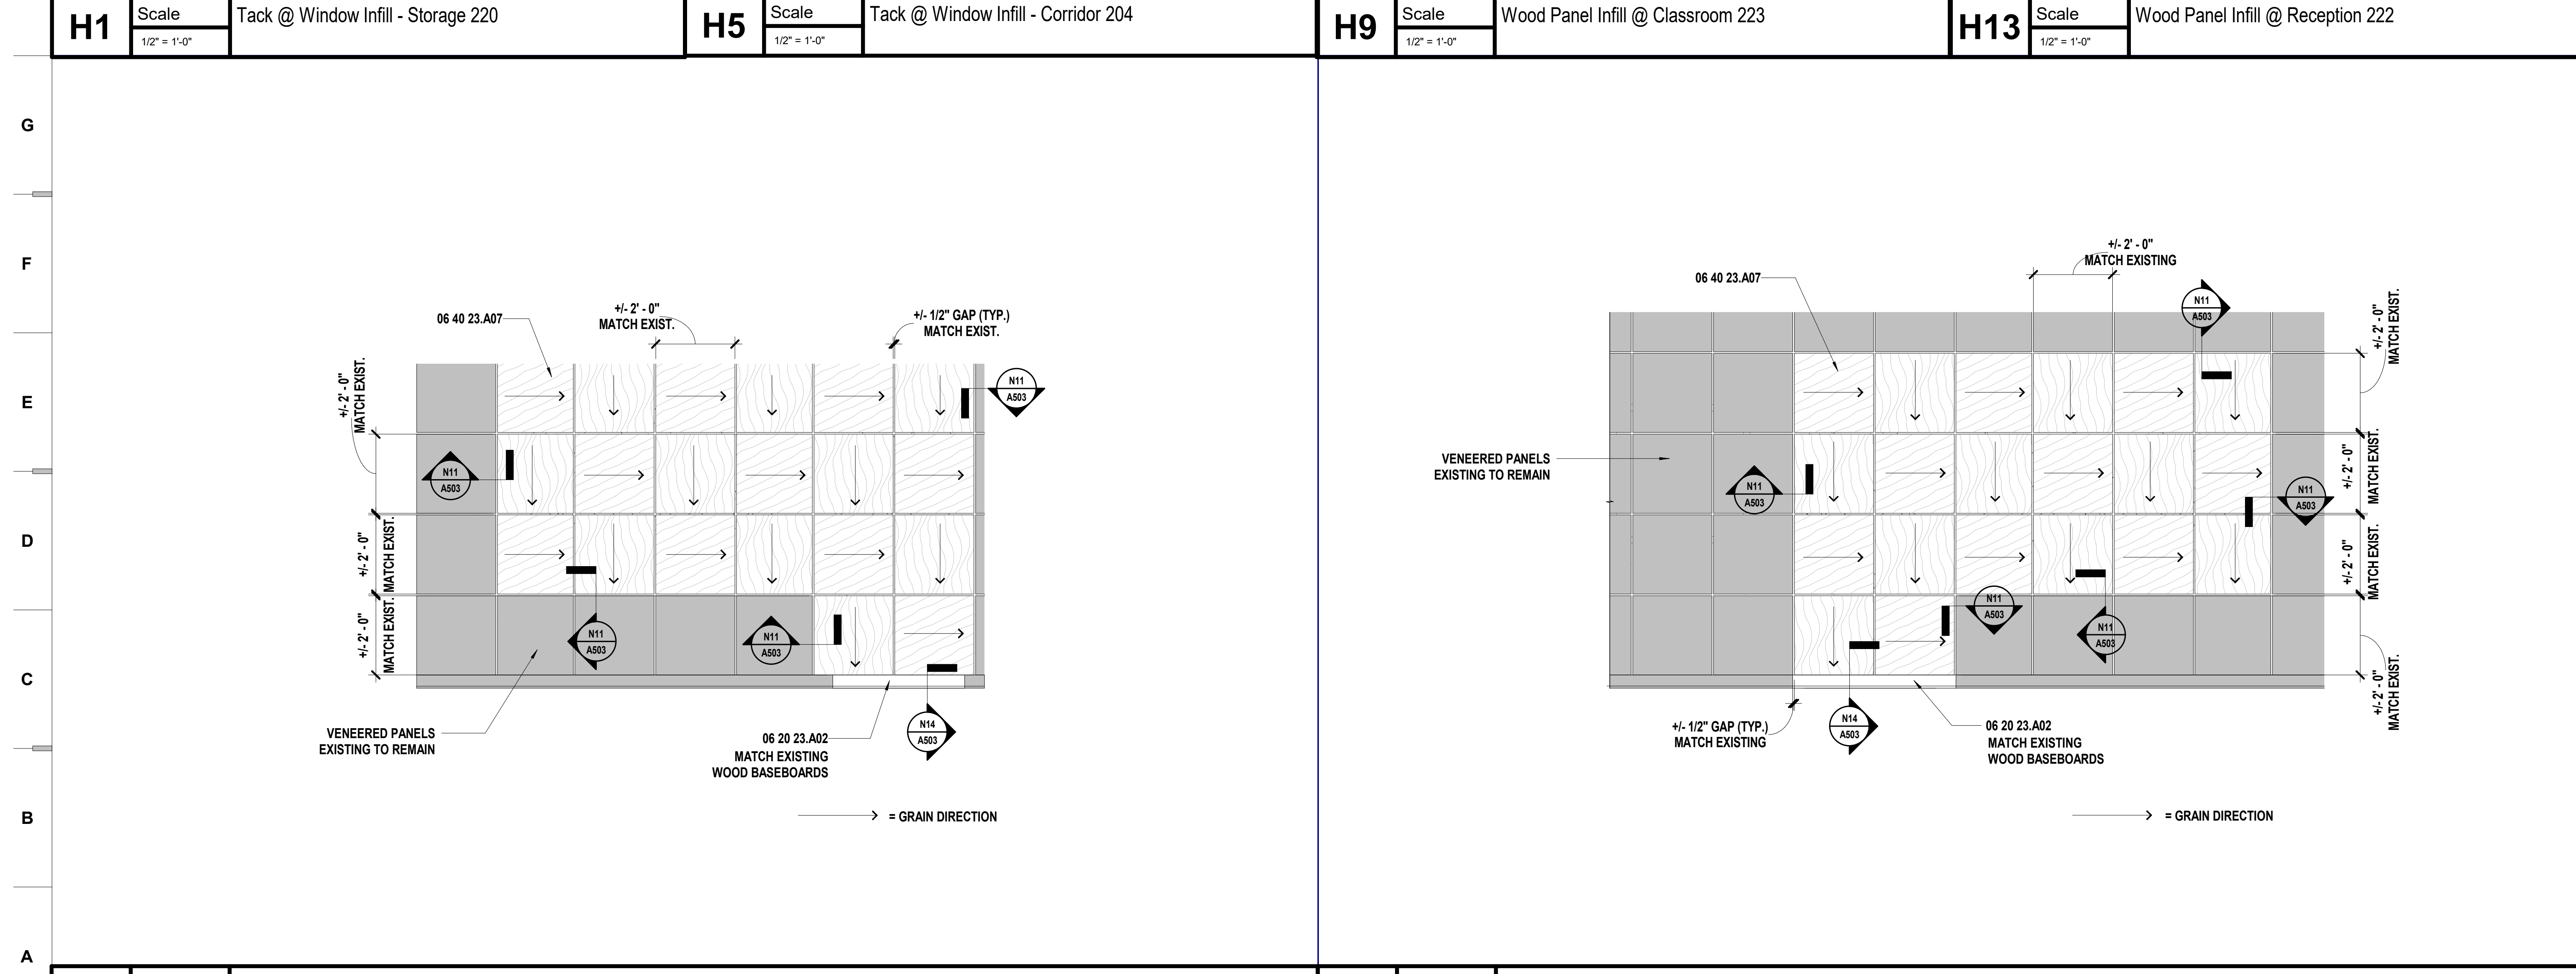 H1
Scale
1/2" = 1'-0"
Tack @ Window Infill - Storage 220
H5
Scale
1/2" = 1'-0"
Tack @ Window Infill - Corridor 204
H9
Scale
1/2" = 1'-0"
Wood Panel Infill @ Classroom 223
H13
Scale
1/2" = 1'-0"
Wood Panel Infill @ Reception 222
G
F
E
D
C
B
A
06 40 23.A07
+/- 2' - 0"
MATCH EXIST.
+/- 1/2" GAP (TYP.)
MATCH EXIST.
N11
A503
+/- 2' - 0"
MATCH EXIST.
N11
A503
+/- 2' - 0"
MATCH EXIST.
+/- 2' - 0"
MATCH EXIST.
N11
A503
N11
A503
VENEERED PANELS
EXISTING TO REMAIN
06 20 23.A02
MATCH EXISTING
WOOD BASEBOARDS
N14
A503
= GRAIN DIRECTION
06 40 23.A07
+/- 2' - 0"
MATCH EXISTING
N11
A503
+/- 2' - 0"
MATCH EXIST.
VENEERED PANELS
EXISTING TO REMAIN
N11
A503
+/- 2' - 0"
MATCH EXIST.
N11
A503
+/- 2' - 0"
MATCH EXIST.
N11
A503
N11
A503
+/- 2' - 0"
MATCH EXIST.
+/- 1/2" GAP (TYP.)
MATCH EXISTING
N14
A503
06 20 23.A02
MATCH EXISTING
WOOD BASEBOARDS
= GRAIN DIRECTION